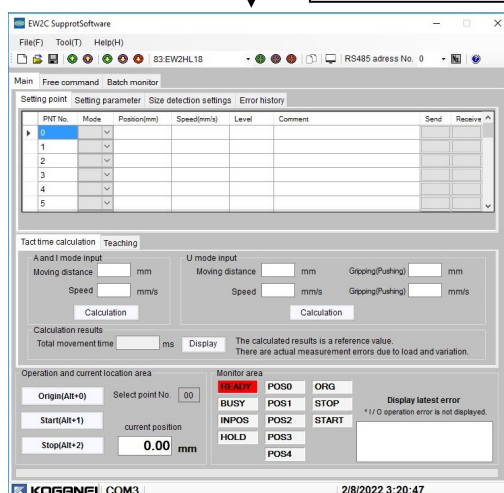 EW2C SupprotSoftware
File(F) Tool(T) Help(H)
83:EW2HL18 RS485 adress No. 0
Main Free command Batch monitor
Setting point Setting parameter Size detection settings Error history
PNT No. Mode Position(mm) Speed(mm/s) Level Comment Send Receive
0
1
2
3
4
5
Tact time calculation Teaching
A and I mode input U mode input
Moving distance mm Moving distance mm Gripping(Pushing) mm
Speed mm/s Speed mm/s Gripping(Pushing) mm/s
Calculation Calculation
Calculation results
Total movement time ms Display The calculated results is a reference value.
There are actual measurement errors due to load and variation.
Operation and current location area Monitor area
Origin(Alt+0) Select point No. 00 READY POS0 ORG
BUSY POS1 STOP Display latest error
Start(Alt+1) INPOS POS2 START * I / O operation error is not displayed.
current position HOLD POS3
Stop(Alt+2) 0.00 mm POS4
KOGANEI COM3 2/8/2022 3:20:47